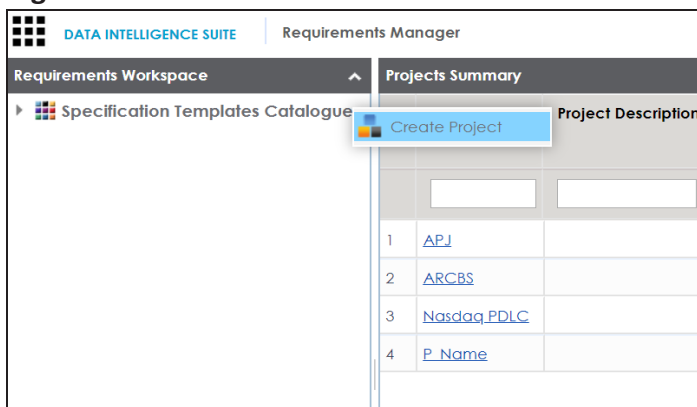 DATA INTELLIGENCE SUITE Requirements Manager
Requirements Workspace
Projects Summary
Specification Templates Catalogue
Create Project
Project Description
1 APJ
2 ARCBS
3 Nasdaq PDLC
4 P_Name